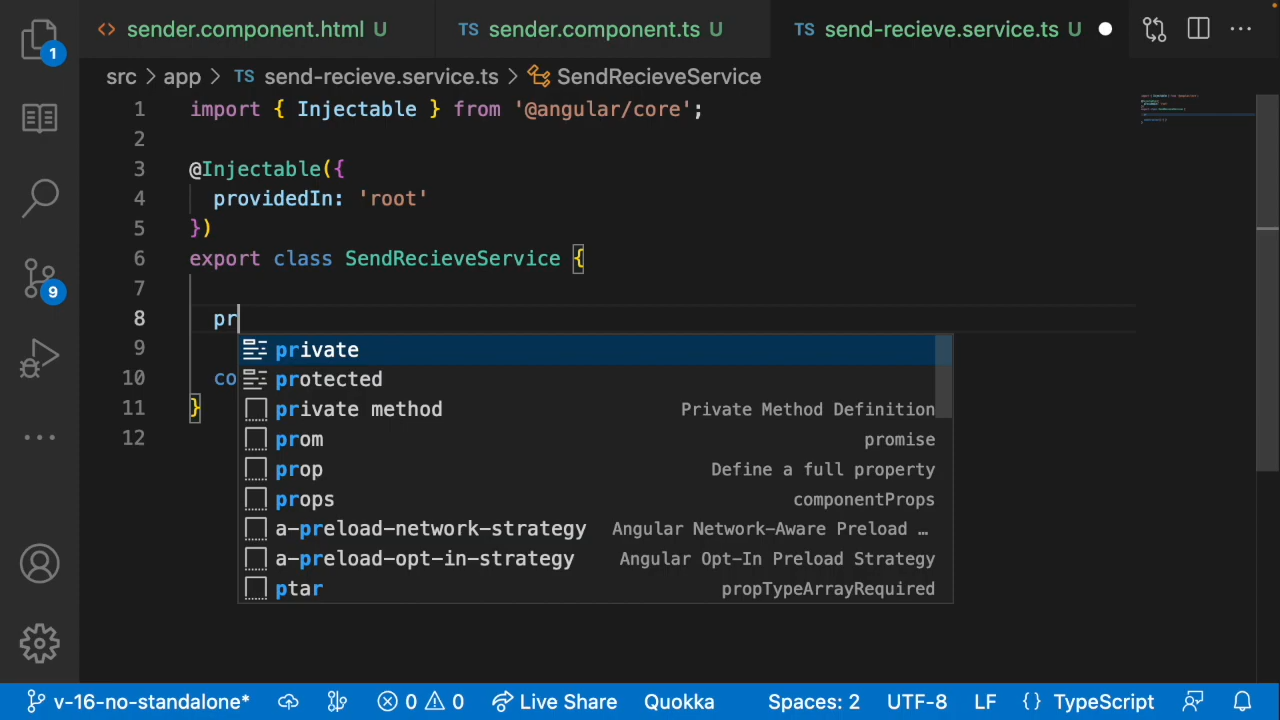 sender.component.html U
TS sender.component.ts U
TS send-recieve.service.ts U
1
src > app > TS send-recieve.service.ts > SendRecieveService
1 import { Injectable } from '@angular/core';
2
3 @Injectable({
4 providedIn: 'root'
5 })
6 export class SendRecieveService {
7
8 pr
9
10 co
11 }
12
private
protected
private method Private Method Definition
prom promise
prop Define a full property
props componentProps
a-preload-network-strategy Angular Network-Aware Preload …
a-preload-opt-in-strategy Angular Opt-In Preload Strategy
ptar propTypeArrayRequired
9
v-16-no-standalone* 0 0 Live Share Quokka Spaces: 2 UTF-8 LF {} TypeScript